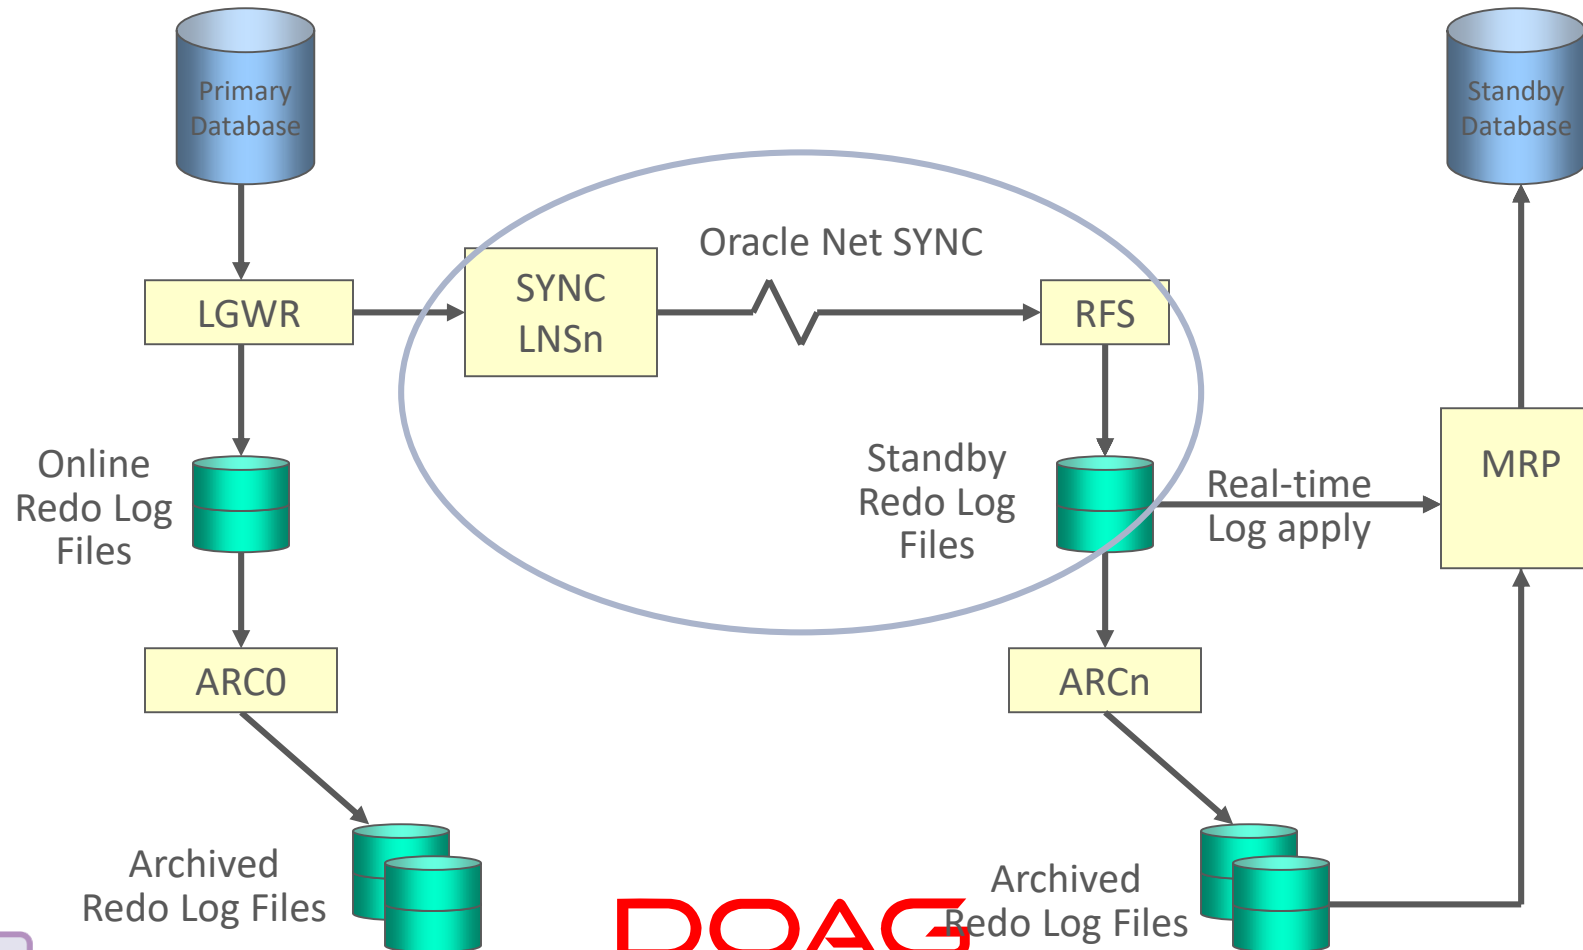 Primary
Database
Standby
Database
Oracle Net SYNC
LGWR
SYNC
LNSn
RFS
Online
Redo Log
Files
Standby
Redo Log
Files
Real-time
Log apply
MRP
ARC0
ARCn
Archived
Redo Log Files
DOAG
Archived
Redo Log Files